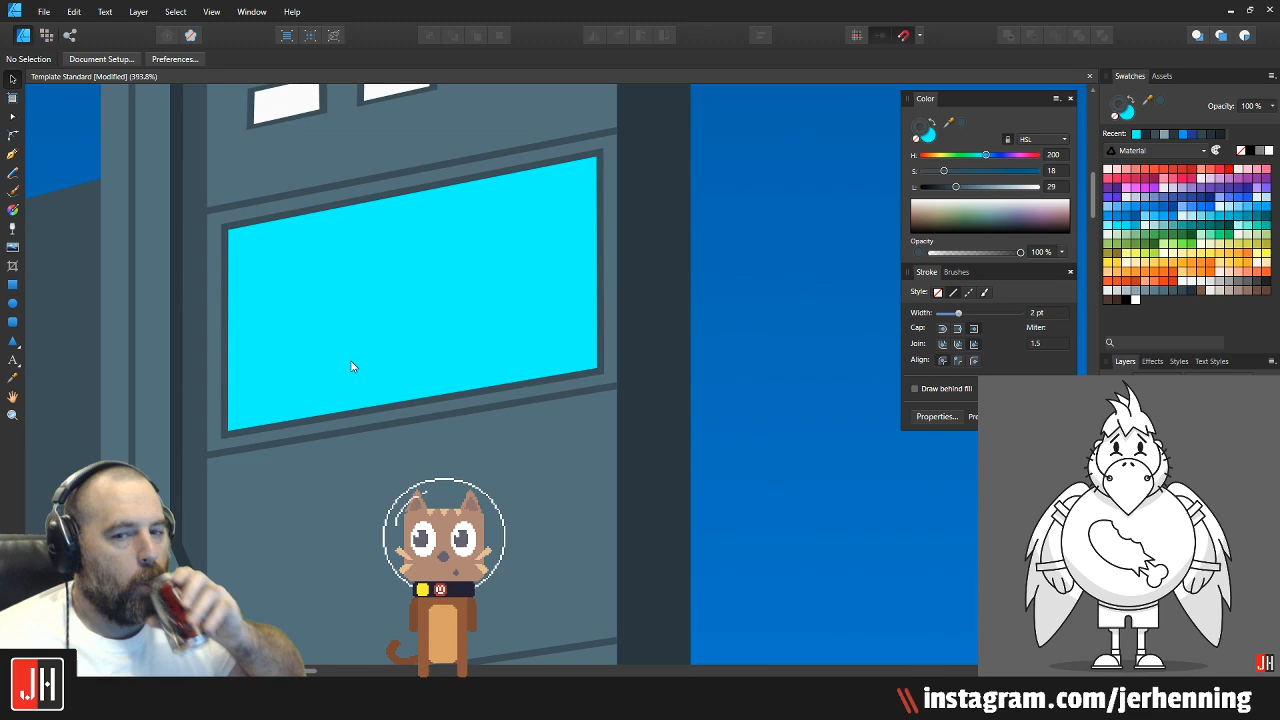 File Edit Text Layer Select View Window Help
No Selection Document Setup... Preferences...
Template Standard [Modified] (393.8%)
Color
HSL
H: 200
S: 18
L: 29
Opacity
100 %
Stroke Brushes
Style:
Width: 2 pt
Cap: Miter:
Join: 1.5
Align:
Draw behind fill
Properties...
Swatches Assets
Opacity: 100 %
Recent:
Material
Layers Effects Styles Text Styles
JH
JH
instagram.com/jerhenning